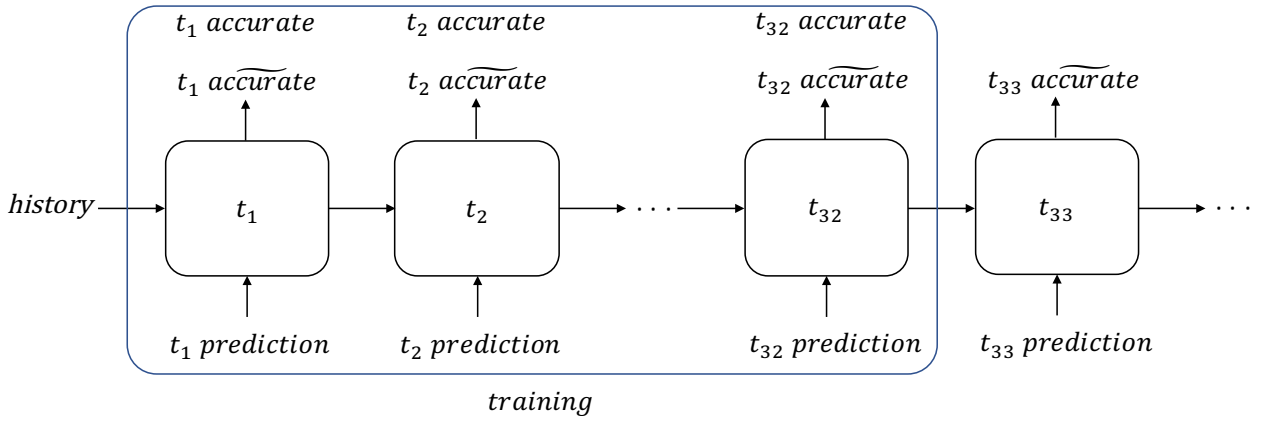 t₁ accurate t₂ accurate t₃₂ accurate
t₁ accurate t₂ accurate t₃₂ accurate t₃₃ accurate
history t₁ t₂ ··· t₃₂ t₃₃ ···
t₁ prediction t₂ prediction t₃₂ prediction t₃₃ prediction
training